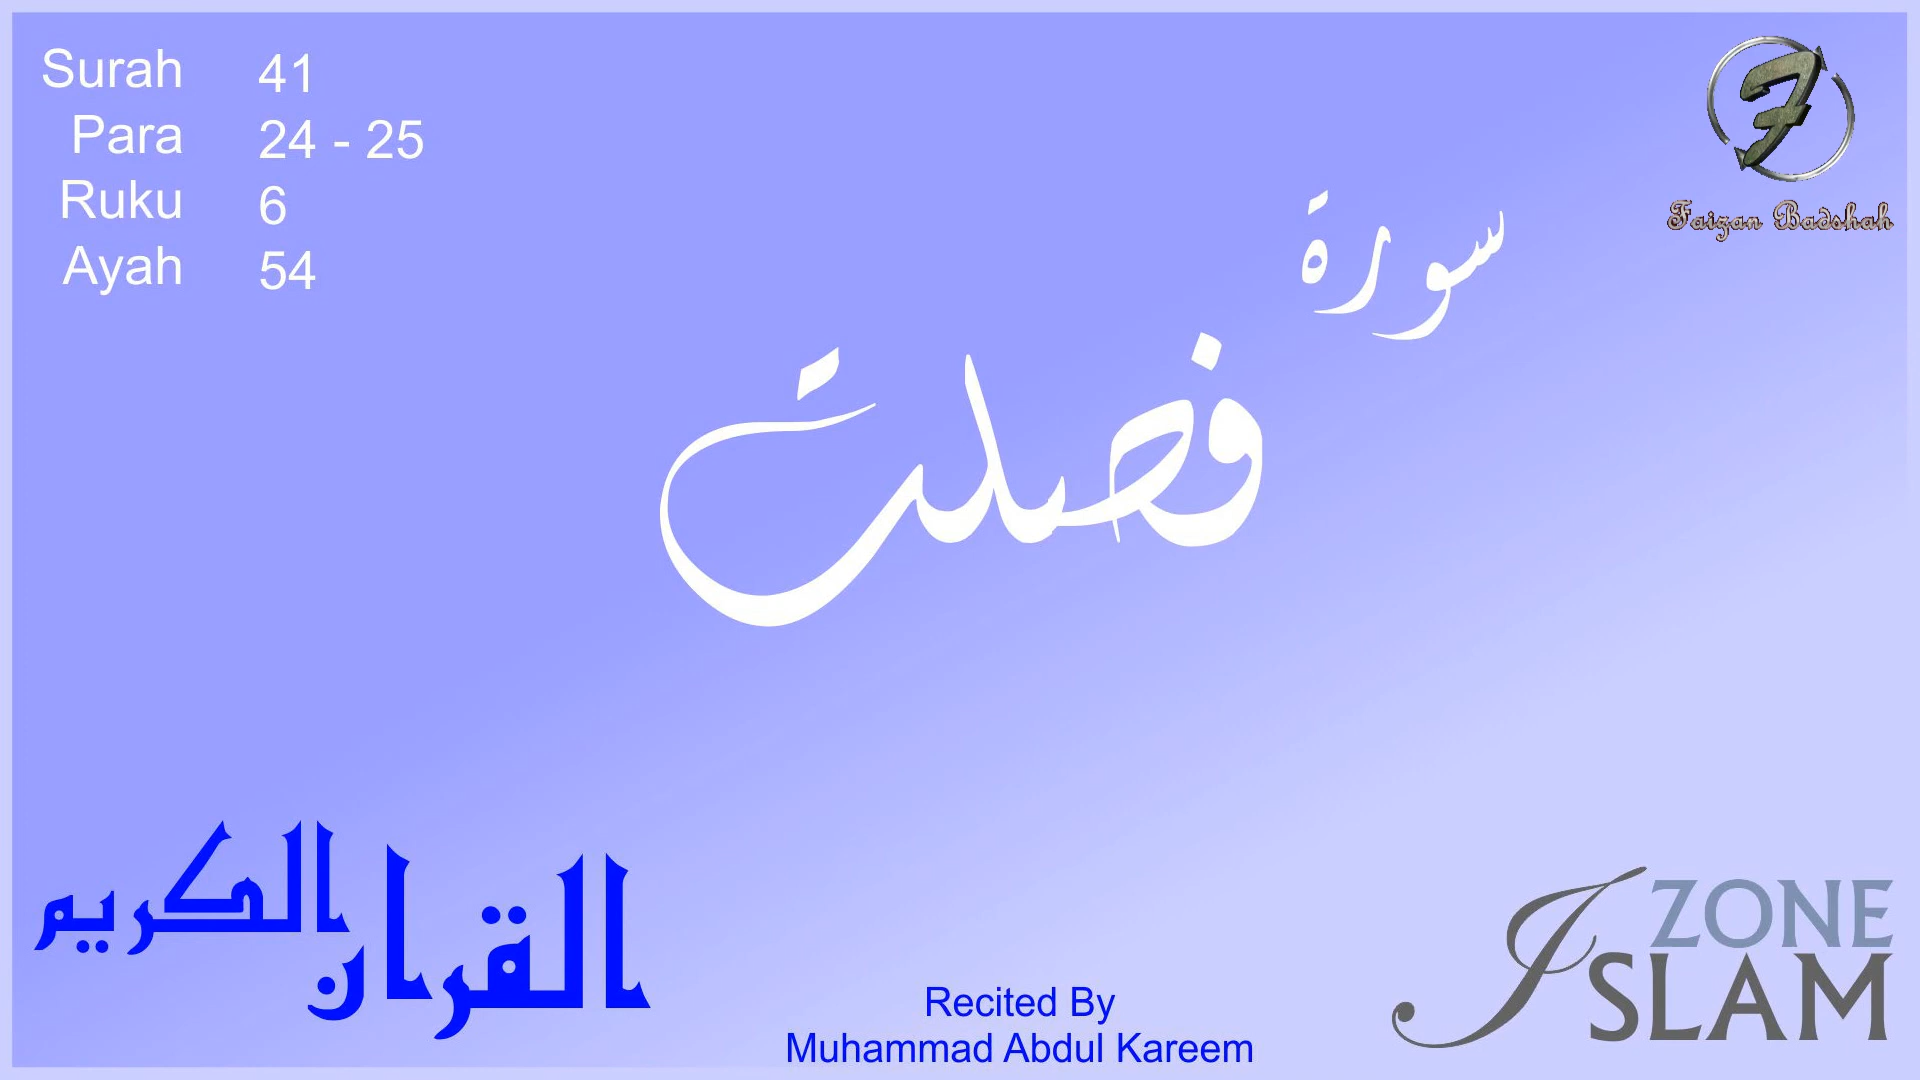 Surah 41
Para 24 - 25
Ruku 6
Ayah 54
Faizan Badshah
سورة
فصلت
القران الكريم
Recited By
Muhammad Abdul Kareem
ZONE
ISLAM